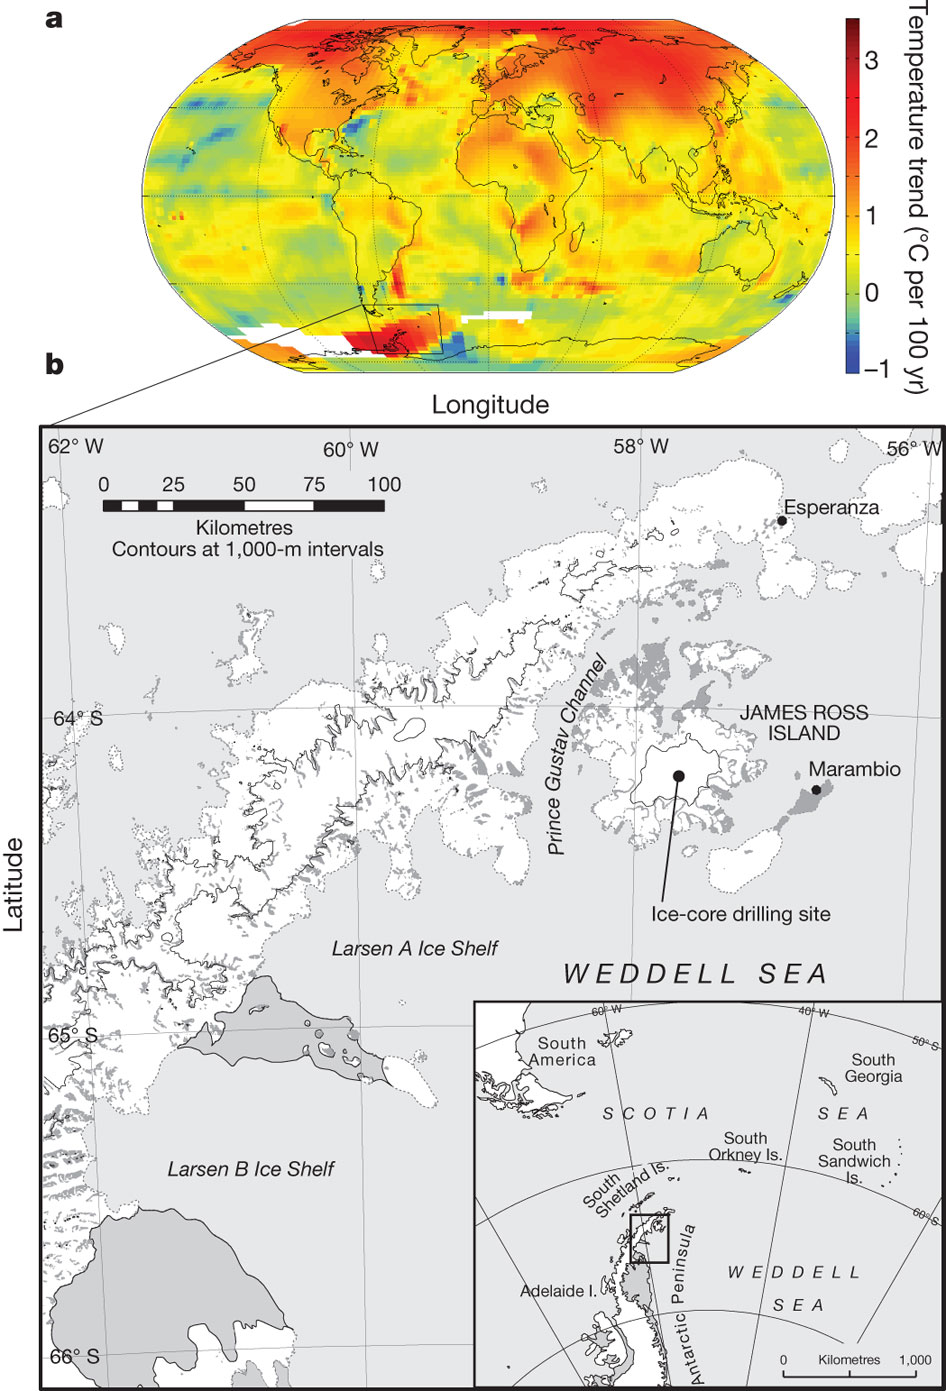 a
3
2
1
0
−1
Temperature trend (°C per 100 yr)
b
Longitude
62° W
60° W
58° W
56° W
0 25 50 75 100
Kilometres
Contours at 1,000-m intervals
Esperanza
Prince Gustav Channel
64° S
JAMES ROSS
ISLAND
Marambio
Latitude
Ice-core drilling site
Larsen A Ice Shelf
WEDDELL SEA
65° S
Larsen B Ice Shelf
66° S
60° W
40° W
50° S
South
America
South
Georgia
SCOTIA SEA
South
Orkney Is.
South
Sandwich
Is.
South
Shetland Is.
60° S
Adelaide I.
Antarctic Peninsula
WEDDELL
SEA
0 Kilometres 1,000